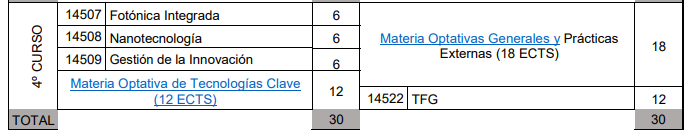 4º CURSO
14507 Fotónica Integrada 6
14508 Nanotecnología 6
14509 Gestión de la Innovación 6
Materia Optativa de Tecnologías Clave
(12 ECTS) 12
Materia Optativas Generales y Prácticas
Externas (18 ECTS) 18
14522 TFG 12
TOTAL 30 30